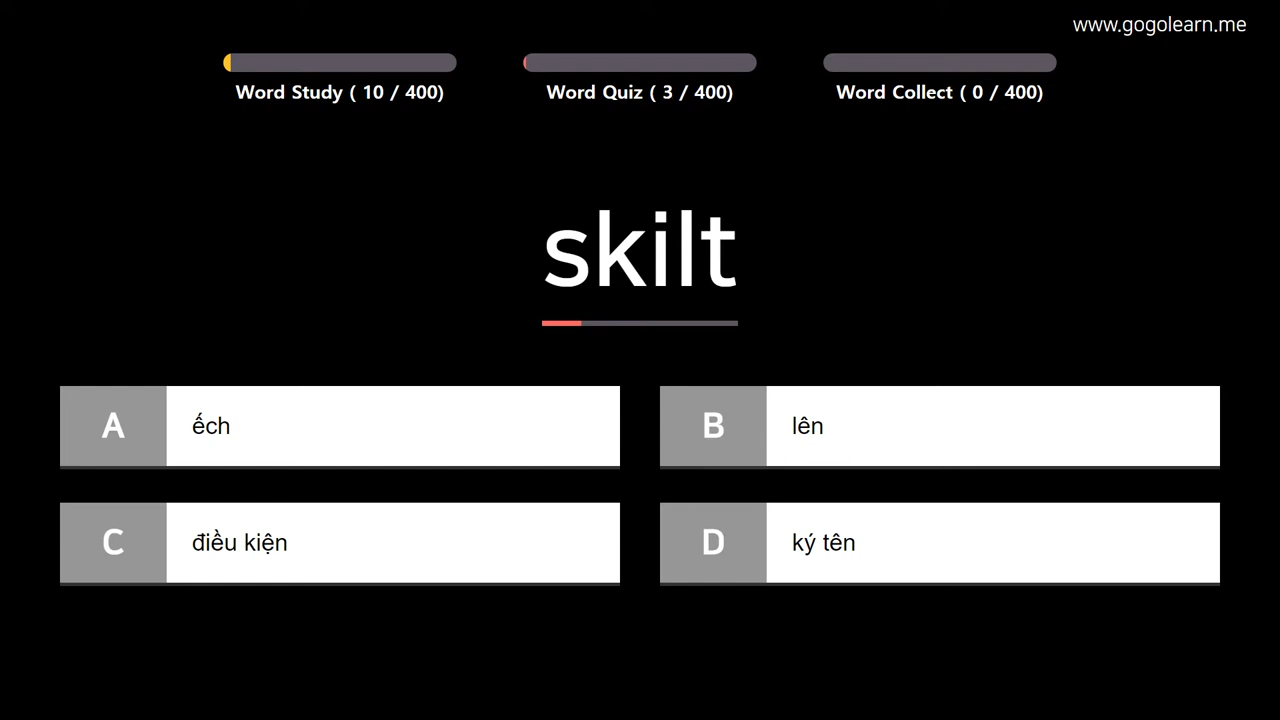 www.gogolearn.me
Word Study ( 10 / 400)
Word Quiz ( 3 / 400)
Word Collect ( 0 / 400)
skilt
A ếch
B lên
C điều kiện
D ký tên